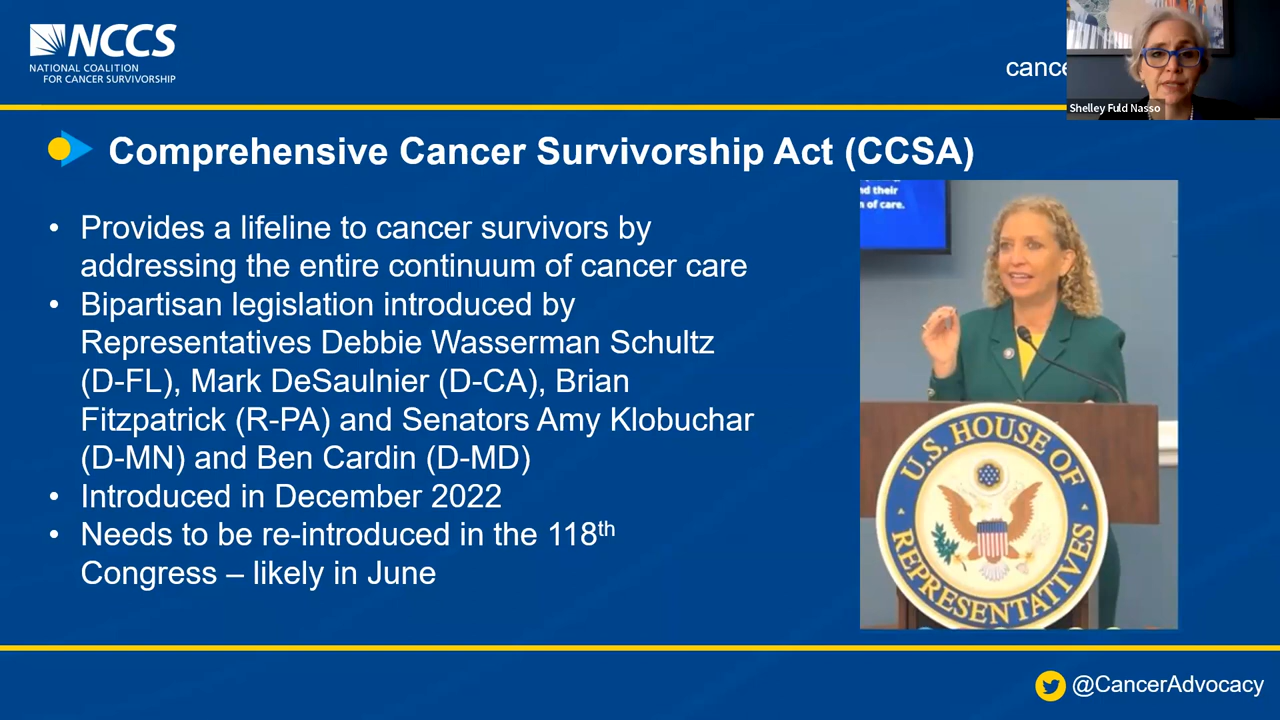 NCCS
NATIONAL COALITION
FOR CANCER SURVIVORSHIP
Shelley Fuld Nasso
Comprehensive Cancer Survivorship Act (CCSA)
• Provides a lifeline to cancer survivors by
addressing the entire continuum of cancer care
• Bipartisan legislation introduced by
Representatives Debbie Wasserman Schultz
(D-FL), Mark DeSaulnier (D-CA), Brian
Fitzpatrick (R-PA) and Senators Amy Klobuchar
(D-MN) and Ben Cardin (D-MD)
• Introduced in December 2022
• Needs to be re-introduced in the 118th
Congress – likely in June
their
of care.
U.S. HOUSE OF
REPRESENTATIVES
@CancerAdvocacy